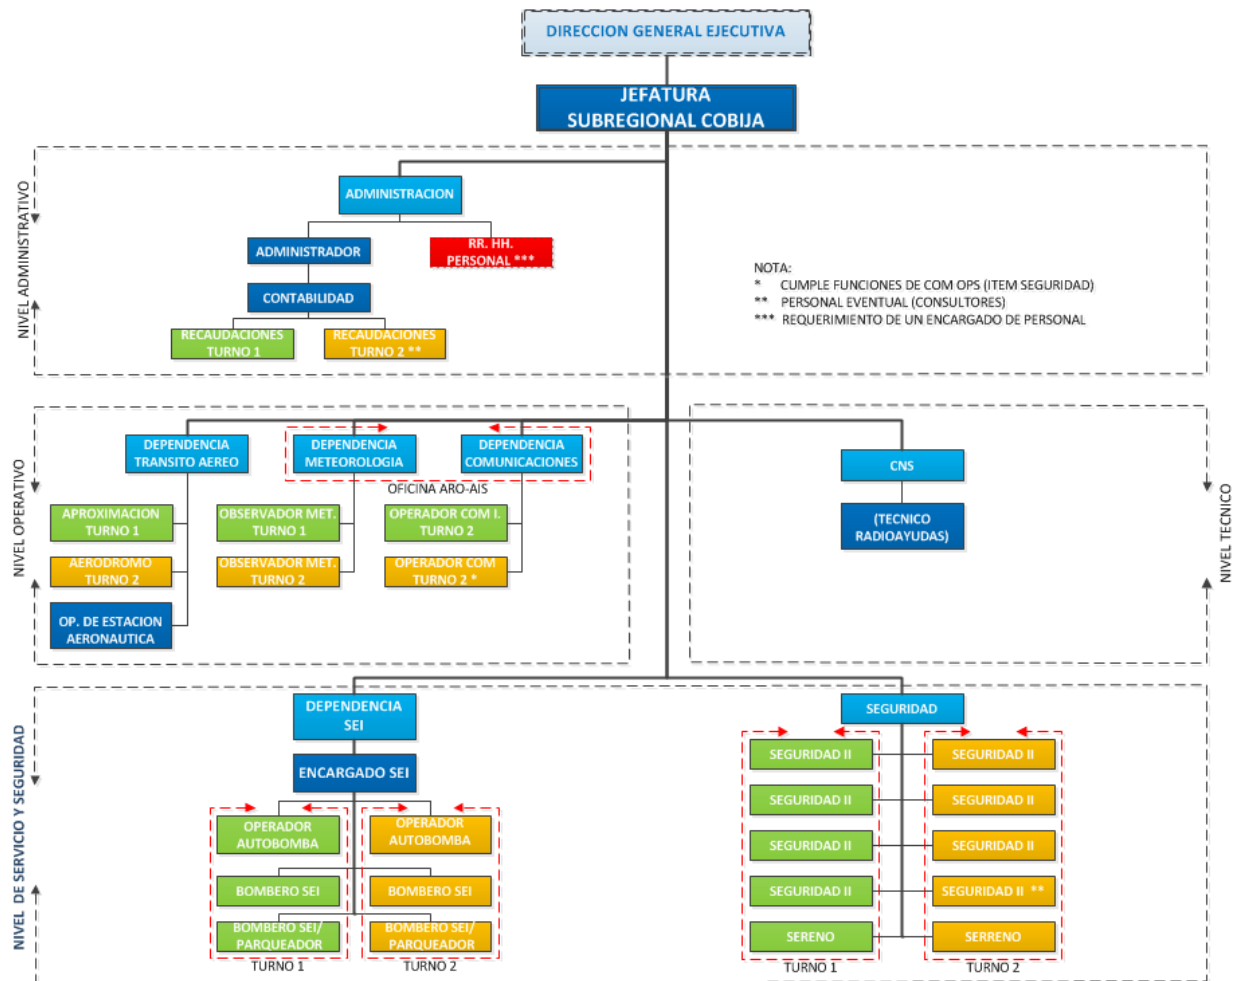 DIRECCION GENERAL EJECUTIVA
JEFATURA
SUBREGIONAL COBIJA
NIVEL ADMINISTRATIVO
ADMINISTRACION
ADMINISTRADOR
RR. HH.
PERSONAL ***
CONTABILIDAD
RECAUDACIONES
TURNO 1
RECAUDACIONES
TURNO 2 **
NOTA:
* CUMPLE FUNCIONES DE COM OPS (ITEM SEGURIDAD)
** PERSONAL EVENTUAL (CONSULTORES)
*** REQUERIMIENTO DE UN ENCARGADO DE PERSONAL
NIVEL OPERATIVO
DEPENDENCIA
TRANSITO AEREO
DEPENDENCIA
METEOROLOGIA
DEPENDENCIA
COMUNICACIONES
OFICINA ARO-AIS
APROXIMACION
TURNO 1
OBSERVADOR MET.
TURNO 1
OPERADOR COM I.
TURNO 2
AERODROMO
TURNO 2
OBSERVADOR MET.
TURNO 2
OPERADOR COM
TURNO 2 *
OP. DE ESTACION
AERONAUTICA
CNS
(TECNICO
RADIOAYUDAS)
NIVEL TECNICO
NIVEL DE SERVICIO Y SEGURIDAD
DEPENDENCIA
SEI
ENCARGADO SEI
OPERADOR
AUTOBOMBA
OPERADOR
AUTOBOMBA
BOMBERO SEI
BOMBERO SEI
BOMBERO SEI/
PARQUEADOR
BOMBERO SEI/
PARQUEADOR
TURNO 1
TURNO 2
SEGURIDAD
SEGURIDAD II
SEGURIDAD II
SEGURIDAD II
SEGURIDAD II
SEGURIDAD II
SEGURIDAD II
SEGURIDAD II
SEGURIDAD II **
SERENO
SERRENO
TURNO 1
TURNO 2